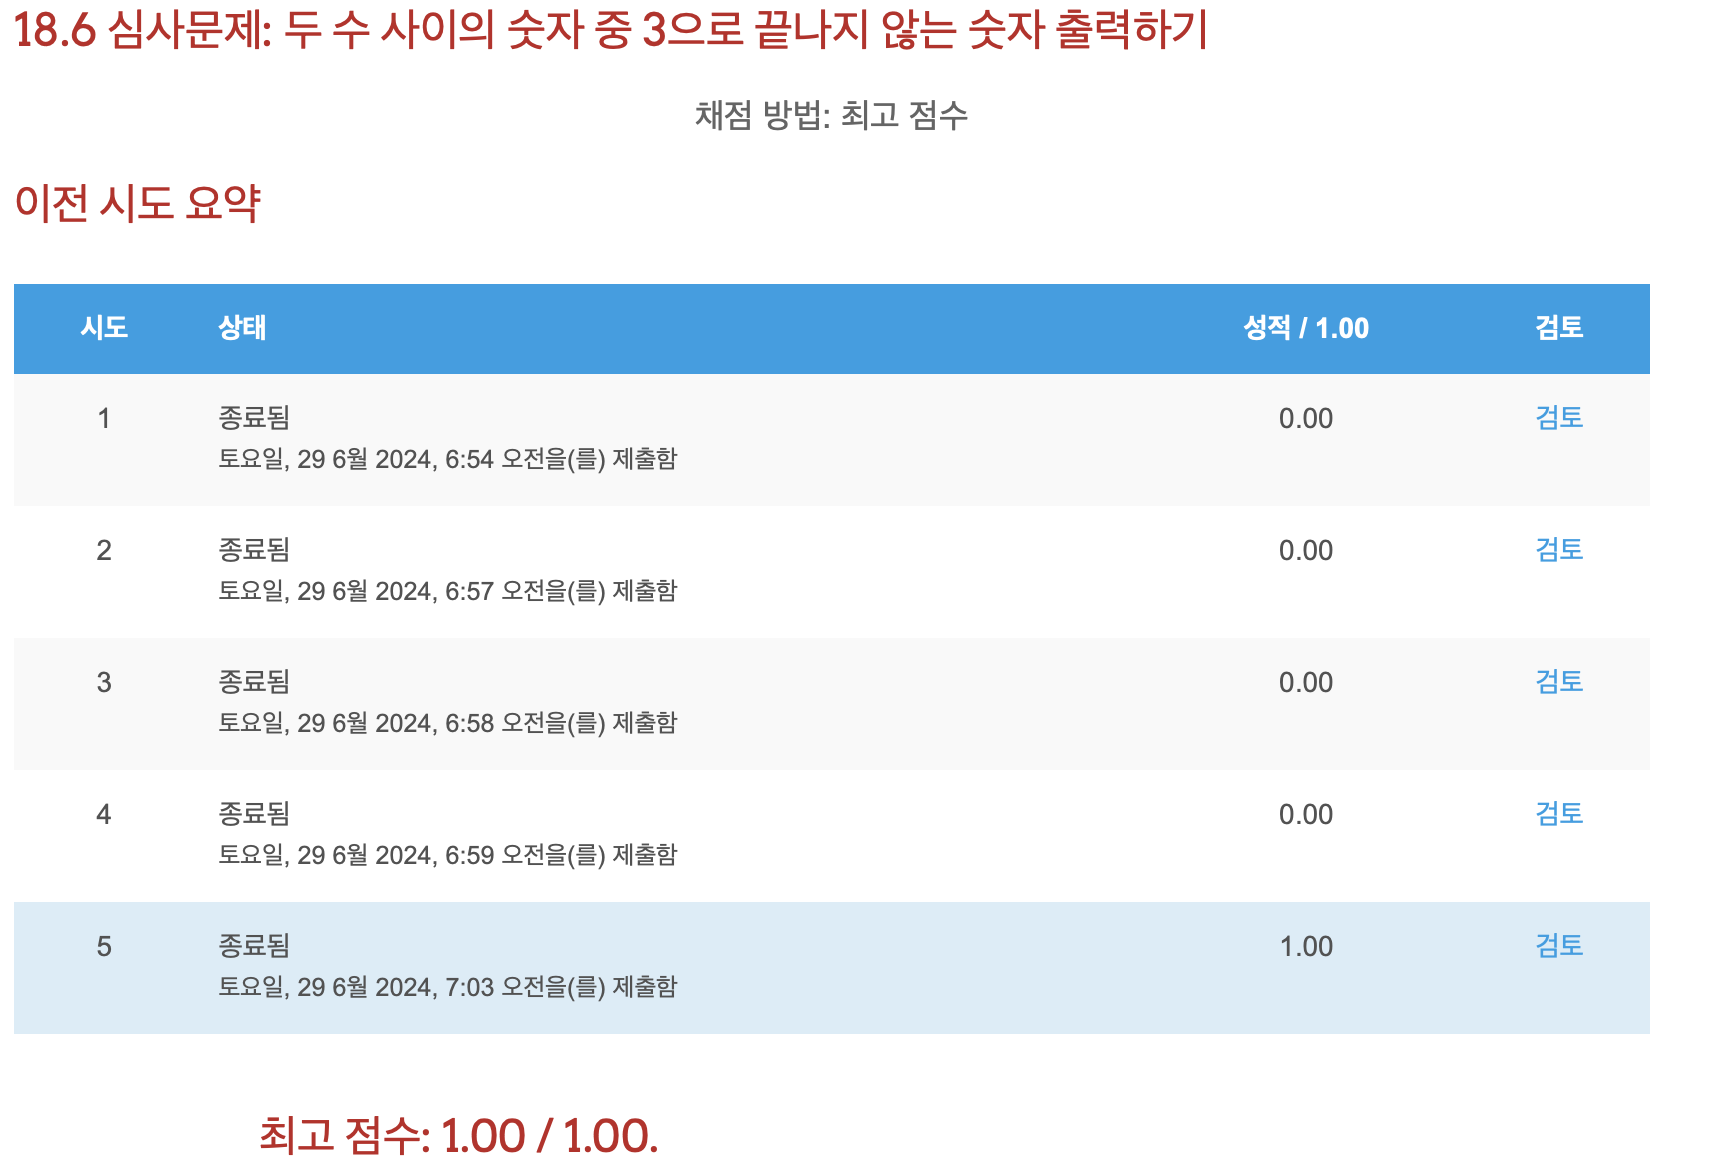 18.6 심사문제: 두 수 사이의 숫자 중 3으로 끝나지 않는 숫자 출력하기
채점 방법: 최고 점수
이전 시도 요약
시도 상태 성적 / 1.00 검토
1 종료됨 0.00 검토
토요일, 29 6월 2024, 6:54 오전을(를) 제출함
2 종료됨 0.00 검토
토요일, 29 6월 2024, 6:57 오전을(를) 제출함
3 종료됨 0.00 검토
토요일, 29 6월 2024, 6:58 오전을(를) 제출함
4 종료됨 0.00 검토
토요일, 29 6월 2024, 6:59 오전을(를) 제출함
5 종료됨 1.00 검토
토요일, 29 6월 2024, 7:03 오전을(를) 제출함
최고 점수: 1.00 / 1.00.